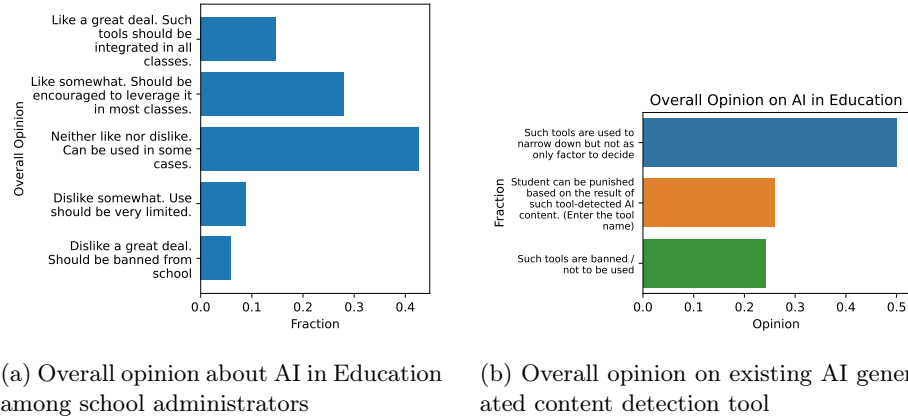 Like a great deal. Such
tools should be
integrated in all
classes.
Like somewhat. Should be
encouraged to leverage it
in most classes.
Neither like nor dislike.
Can be used in some
cases.
Dislike somewhat. Use
should be very limited.
Dislike a great deal.
Should be banned from
school
Overall Opinion
0.0 0.1 0.2 0.3 0.4
Fraction
(a) Overall opinion about AI in Education
among school administrators
Overall Opinion on AI in Education
Such tools are used to
narrow down but not as
only factor to decide
Student can be punished
based on the result of
such tool-detected AI
content. (Enter the tool
name)
Such tools are banned /
not to be used
Fraction
0.0 0.1 0.2 0.3 0.4 0.5
Opinion
(b) Overall opinion on existing AI gener
ated content detection tool